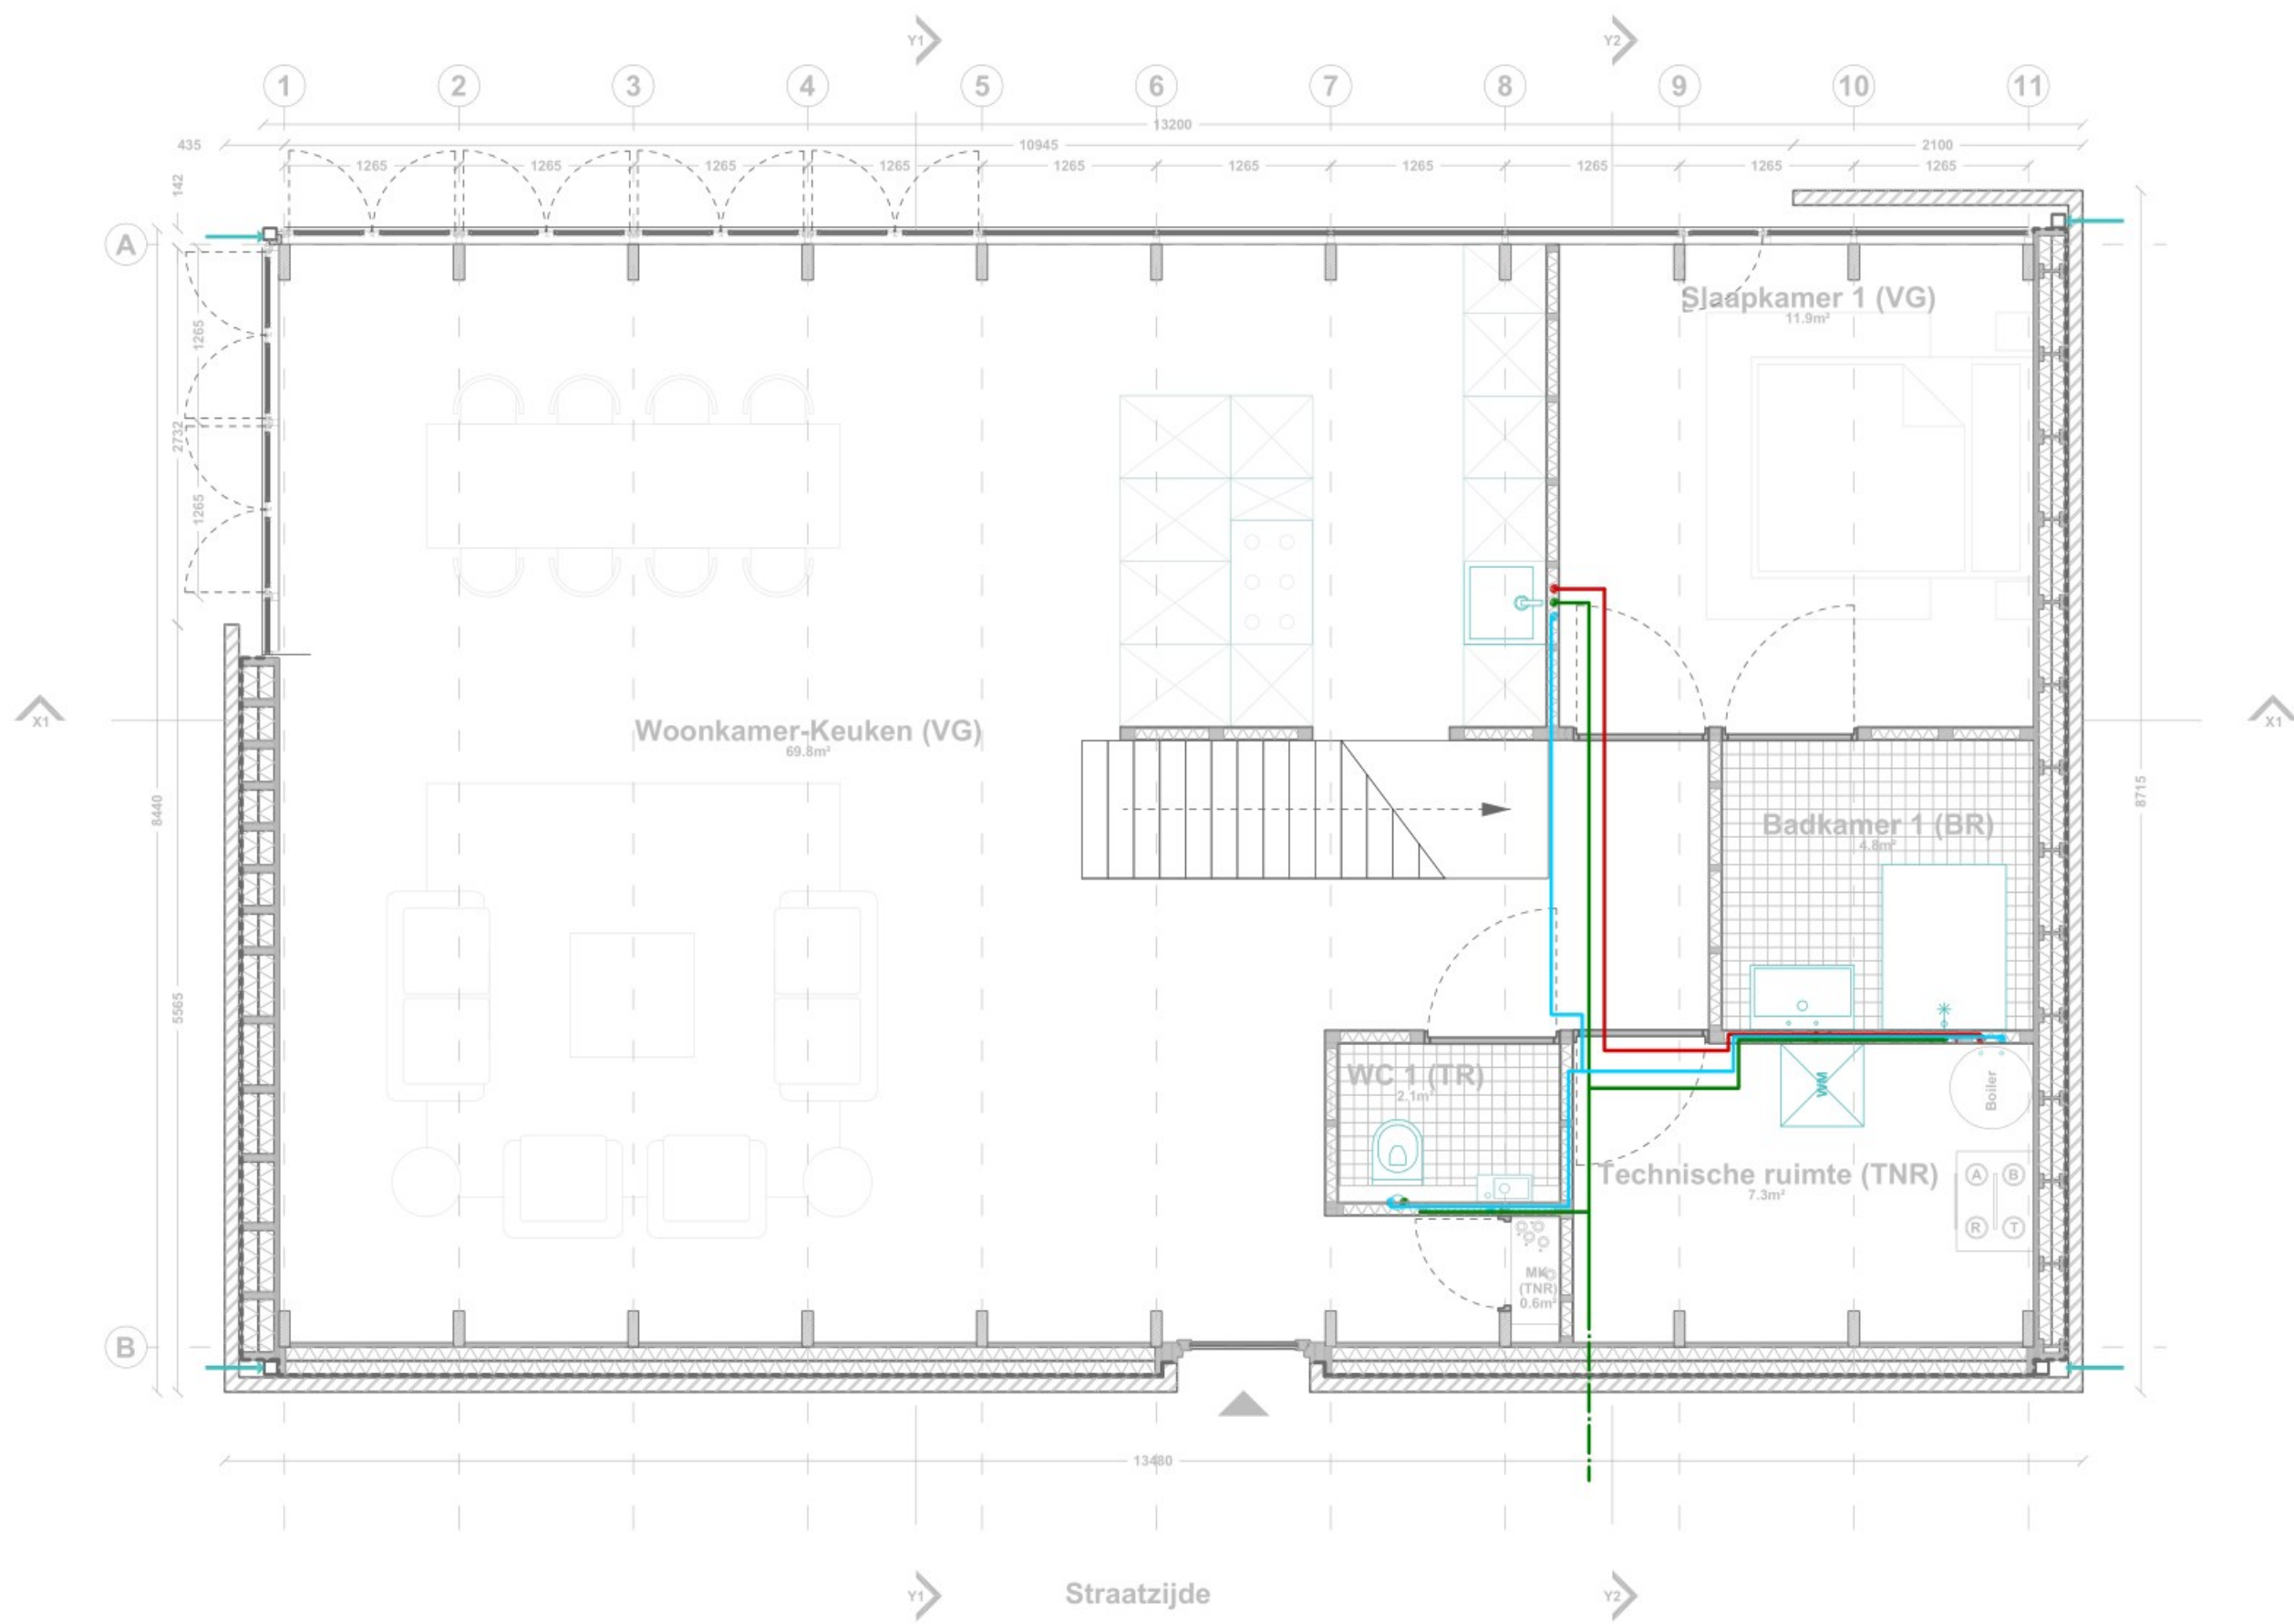 Y1
Y2
1 2 3 4 5 6 7 8 9 10 11
13200
435 10945 2100
1265 1265 1265 1265 1265 1265 1265 1265 1265 1265
142
A
Slaapkamer 1 (VG)
11.9m²
1265
2732
1265
X1
X1
Woonkamer-Keuken (VG)
69.8m²
8840
8715
Badkamer 1 (BR)
4.8m²
5565
WC 1 (TR)
2.1m²
WM
Boiler
Technische ruimte (TNR)
7.3m²
A B
R T
MK
(TNR)
0.6m²
B
13480
Y1
Straatzijde
Y2